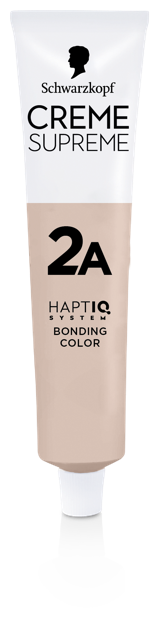 Schwarzkopf
CREME
SUPREME
2A
HAPTIQ
SYSTEM
BONDING
COLOR